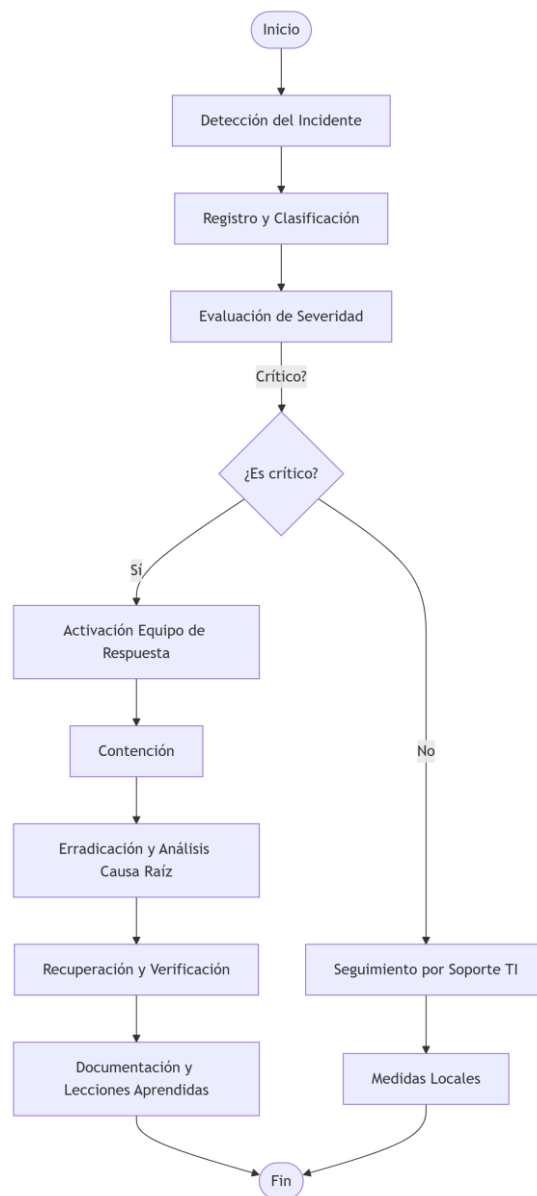 Inicio
Detección del Incidente
Registro y Clasificación
Evaluación de Severidad
Crítico?
¿Es crítico?
Sí
Activación Equipo de
Respuesta
Contención
No
Erradicación y Análisis
Causa Raíz
Recuperación y Verificación
Seguimiento por Soporte TI
Documentación y
Lecciones Aprendidas
Medidas Locales
Fin